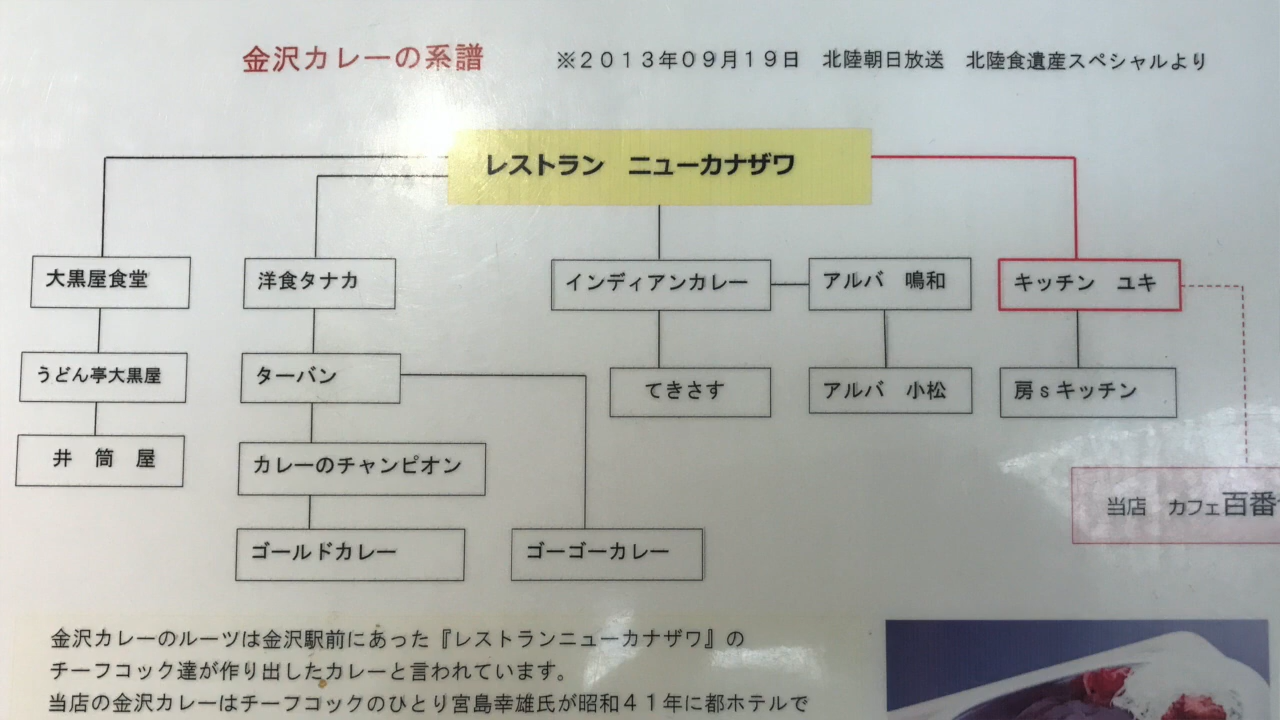 金沢カレーの系譜
※２０１３年０９月１９日　北陸朝日放送　北陸食遺産スペシャルより
レストラン　ニューカナザワ
大黒屋食堂
洋食タナカ
インディアンカレー
アルバ　鳴和
キッチン　ユキ
うどん亭大黒屋
ターバン
てきさす
アルバ　小松
房ｓキッチン
井　筒　屋
カレーのチャンピオン
当店　カフェ百番
ゴールドカレー
ゴーゴーカレー
金沢カレーのルーツは金沢駅前にあった『レストランニューカナザワ』の
チーフコック達が作り出したカレーと言われています。
当店の金沢カレーはチーフコックのひとり宮島幸雄氏が昭和４１年に都ホテルで